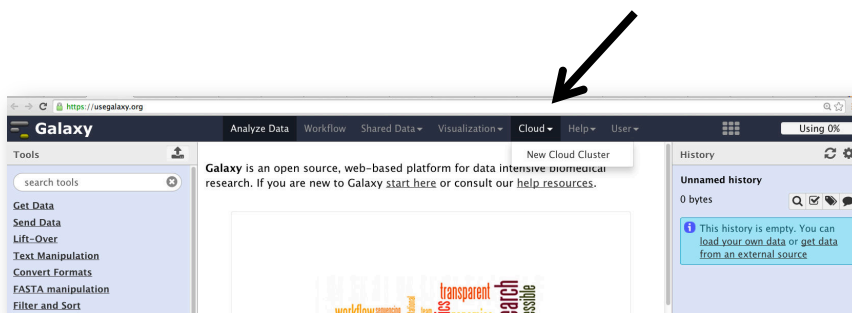 https://usegalaxy.org
Galaxy
Analyze Data Workflow Shared Data Visualization Cloud Help User
Using 0%
New Cloud Cluster
Tools
search tools
Get Data
Send Data
Lift-Over
Text Manipulation
Convert Formats
FASTA manipulation
Filter and Sort
Galaxy is an open source, web-based platform for data intensive biomedical
research. If you are new to Galaxy start here or consult our help resources.
transparent
workflow
History
Unnamed history
0 bytes
This history is empty. You can
load your own data or get data
from an external source